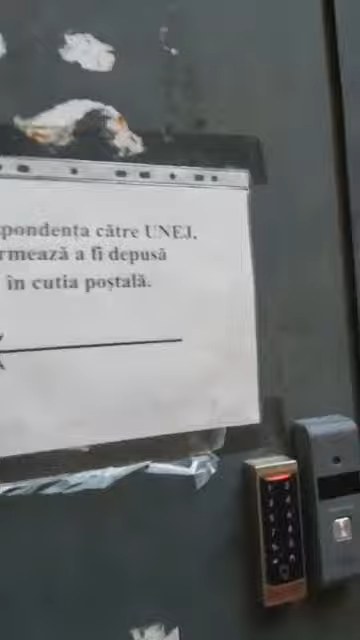 spondența către UNEJ,
rmează a fi depusă
în cutia poștală.